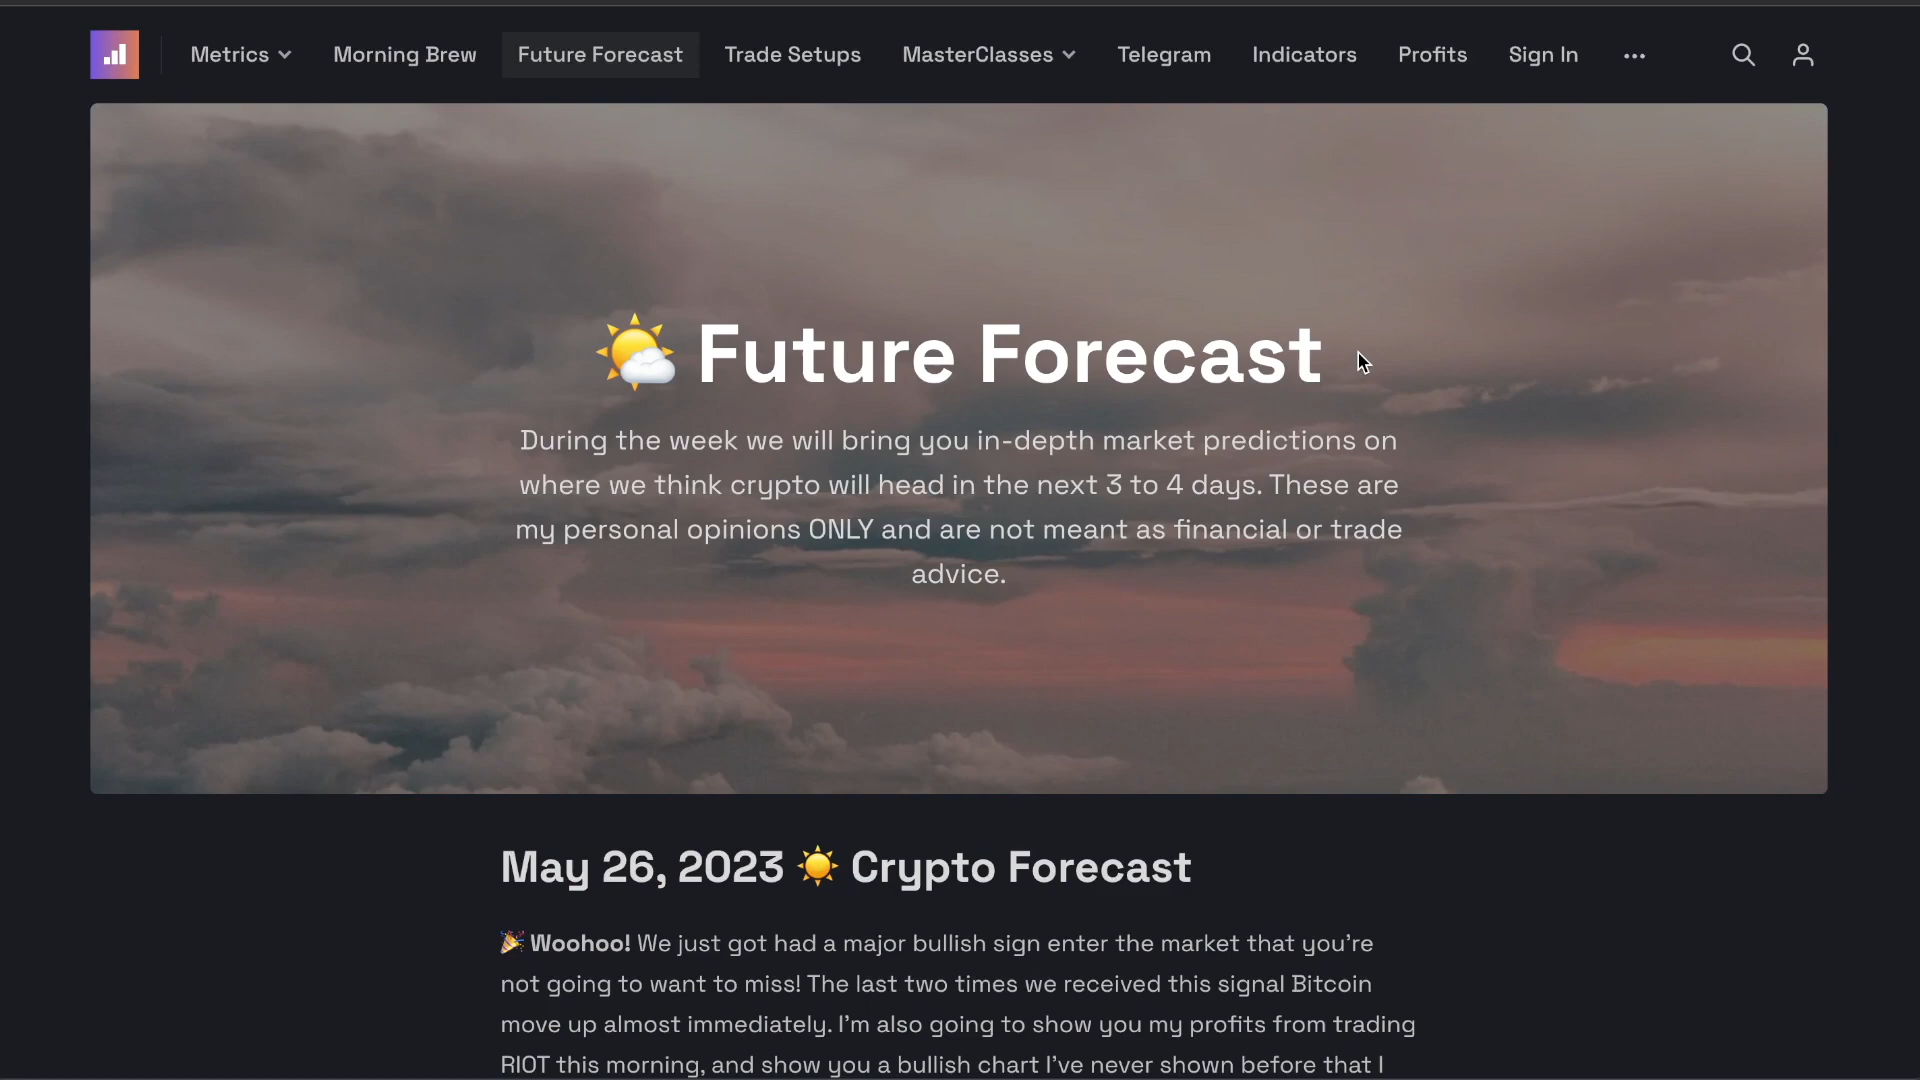 Metrics Morning Brew Future Forecast Trade Setups MasterClasses Telegram Indicators Profits Sign In ...
🌤️ Future Forecast
During the week we will bring you in-depth market predictions on
where we think crypto will head in the next 3 to 4 days. These are
my personal opinions ONLY and are not meant as financial or trade
advice.
May 26, 2023 ☀️ Crypto Forecast
🎉 Woohoo! We just got had a major bullish sign enter the market that you’re
not going to want to miss! The last two times we received this signal Bitcoin
move up almost immediately. I’m also going to show you my profits from trading
RIOT this morning, and show you a bullish chart I’ve never shown before that I